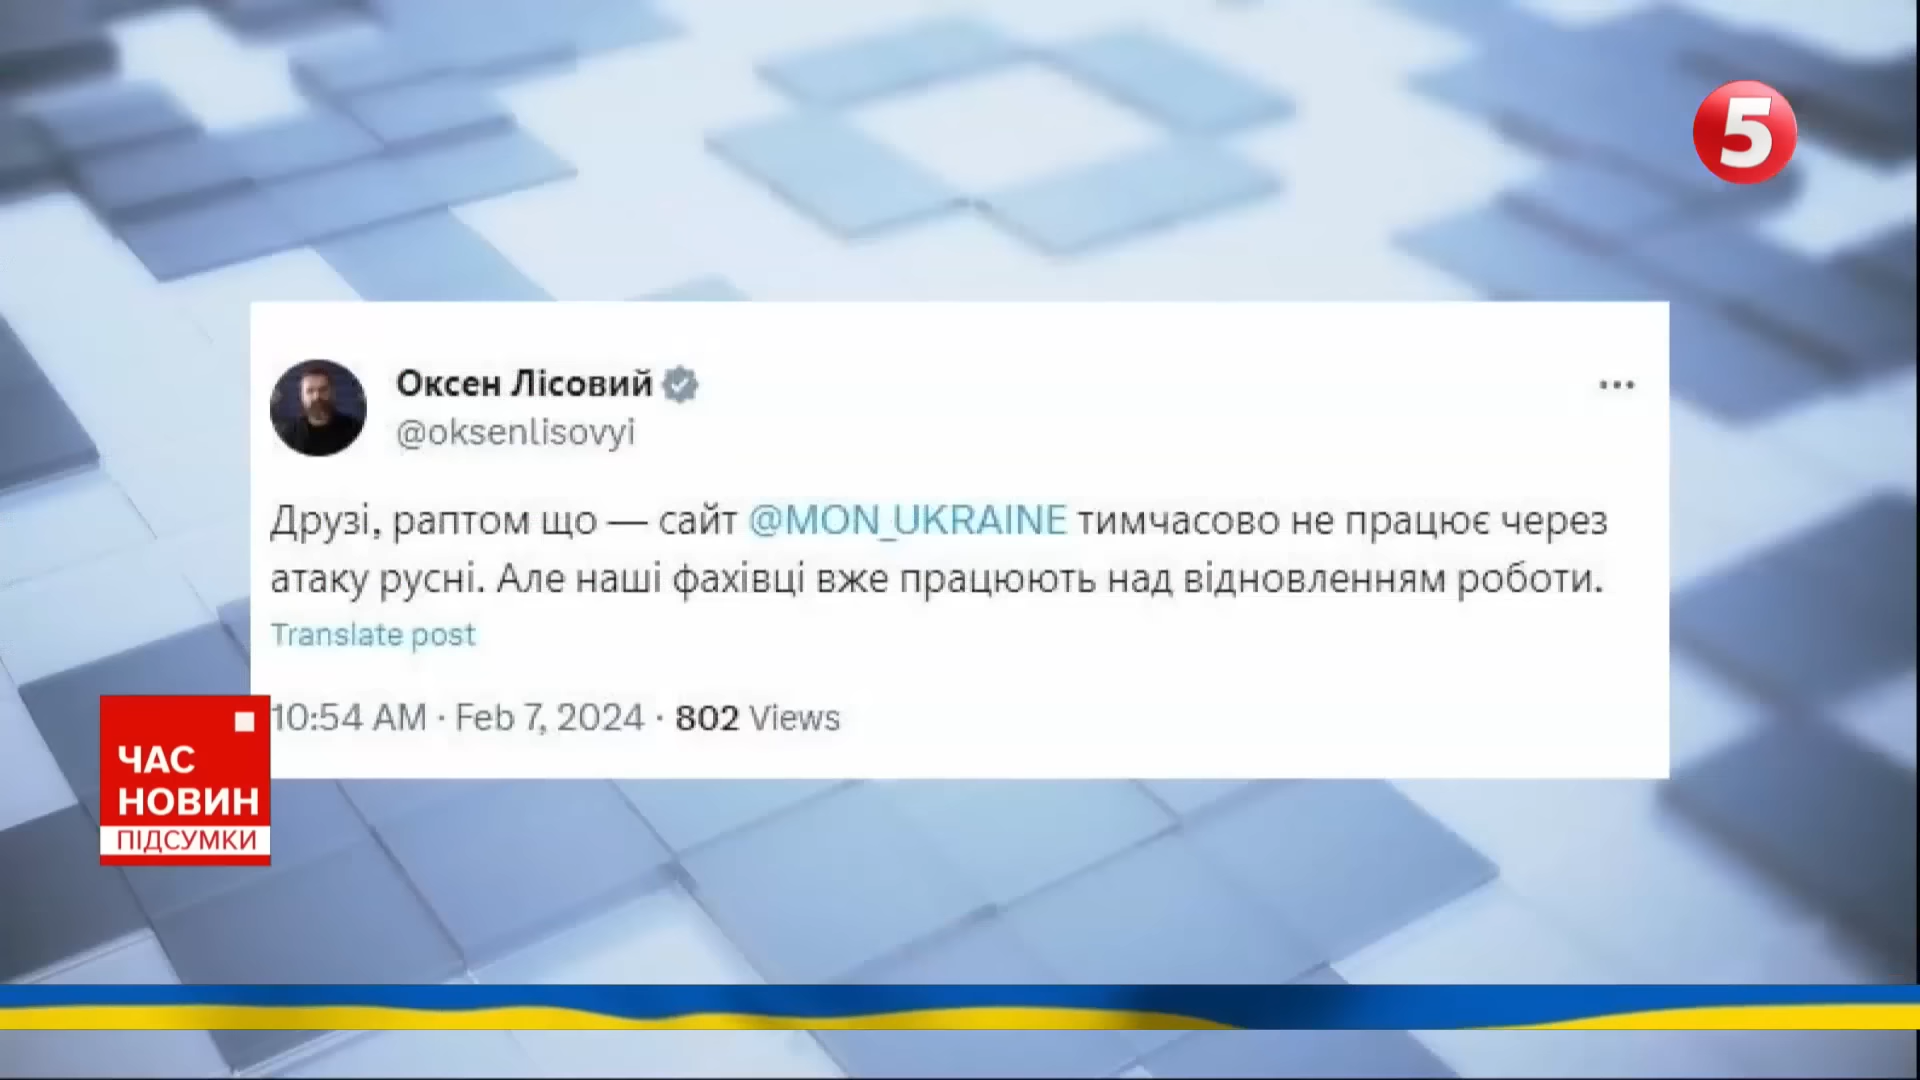 5
Оксен Лісовий
@oksenlisovyi
Друзі, раптом що — сайт @MON_UKRAINE тимчасово не працює через
атаку русні. Але наші фахівці вже працюють над відновленням роботи.
Translate post
10:54 AM · Feb 7, 2024 · 802 Views
ЧАС
НОВИН
ПІДСУМКИ